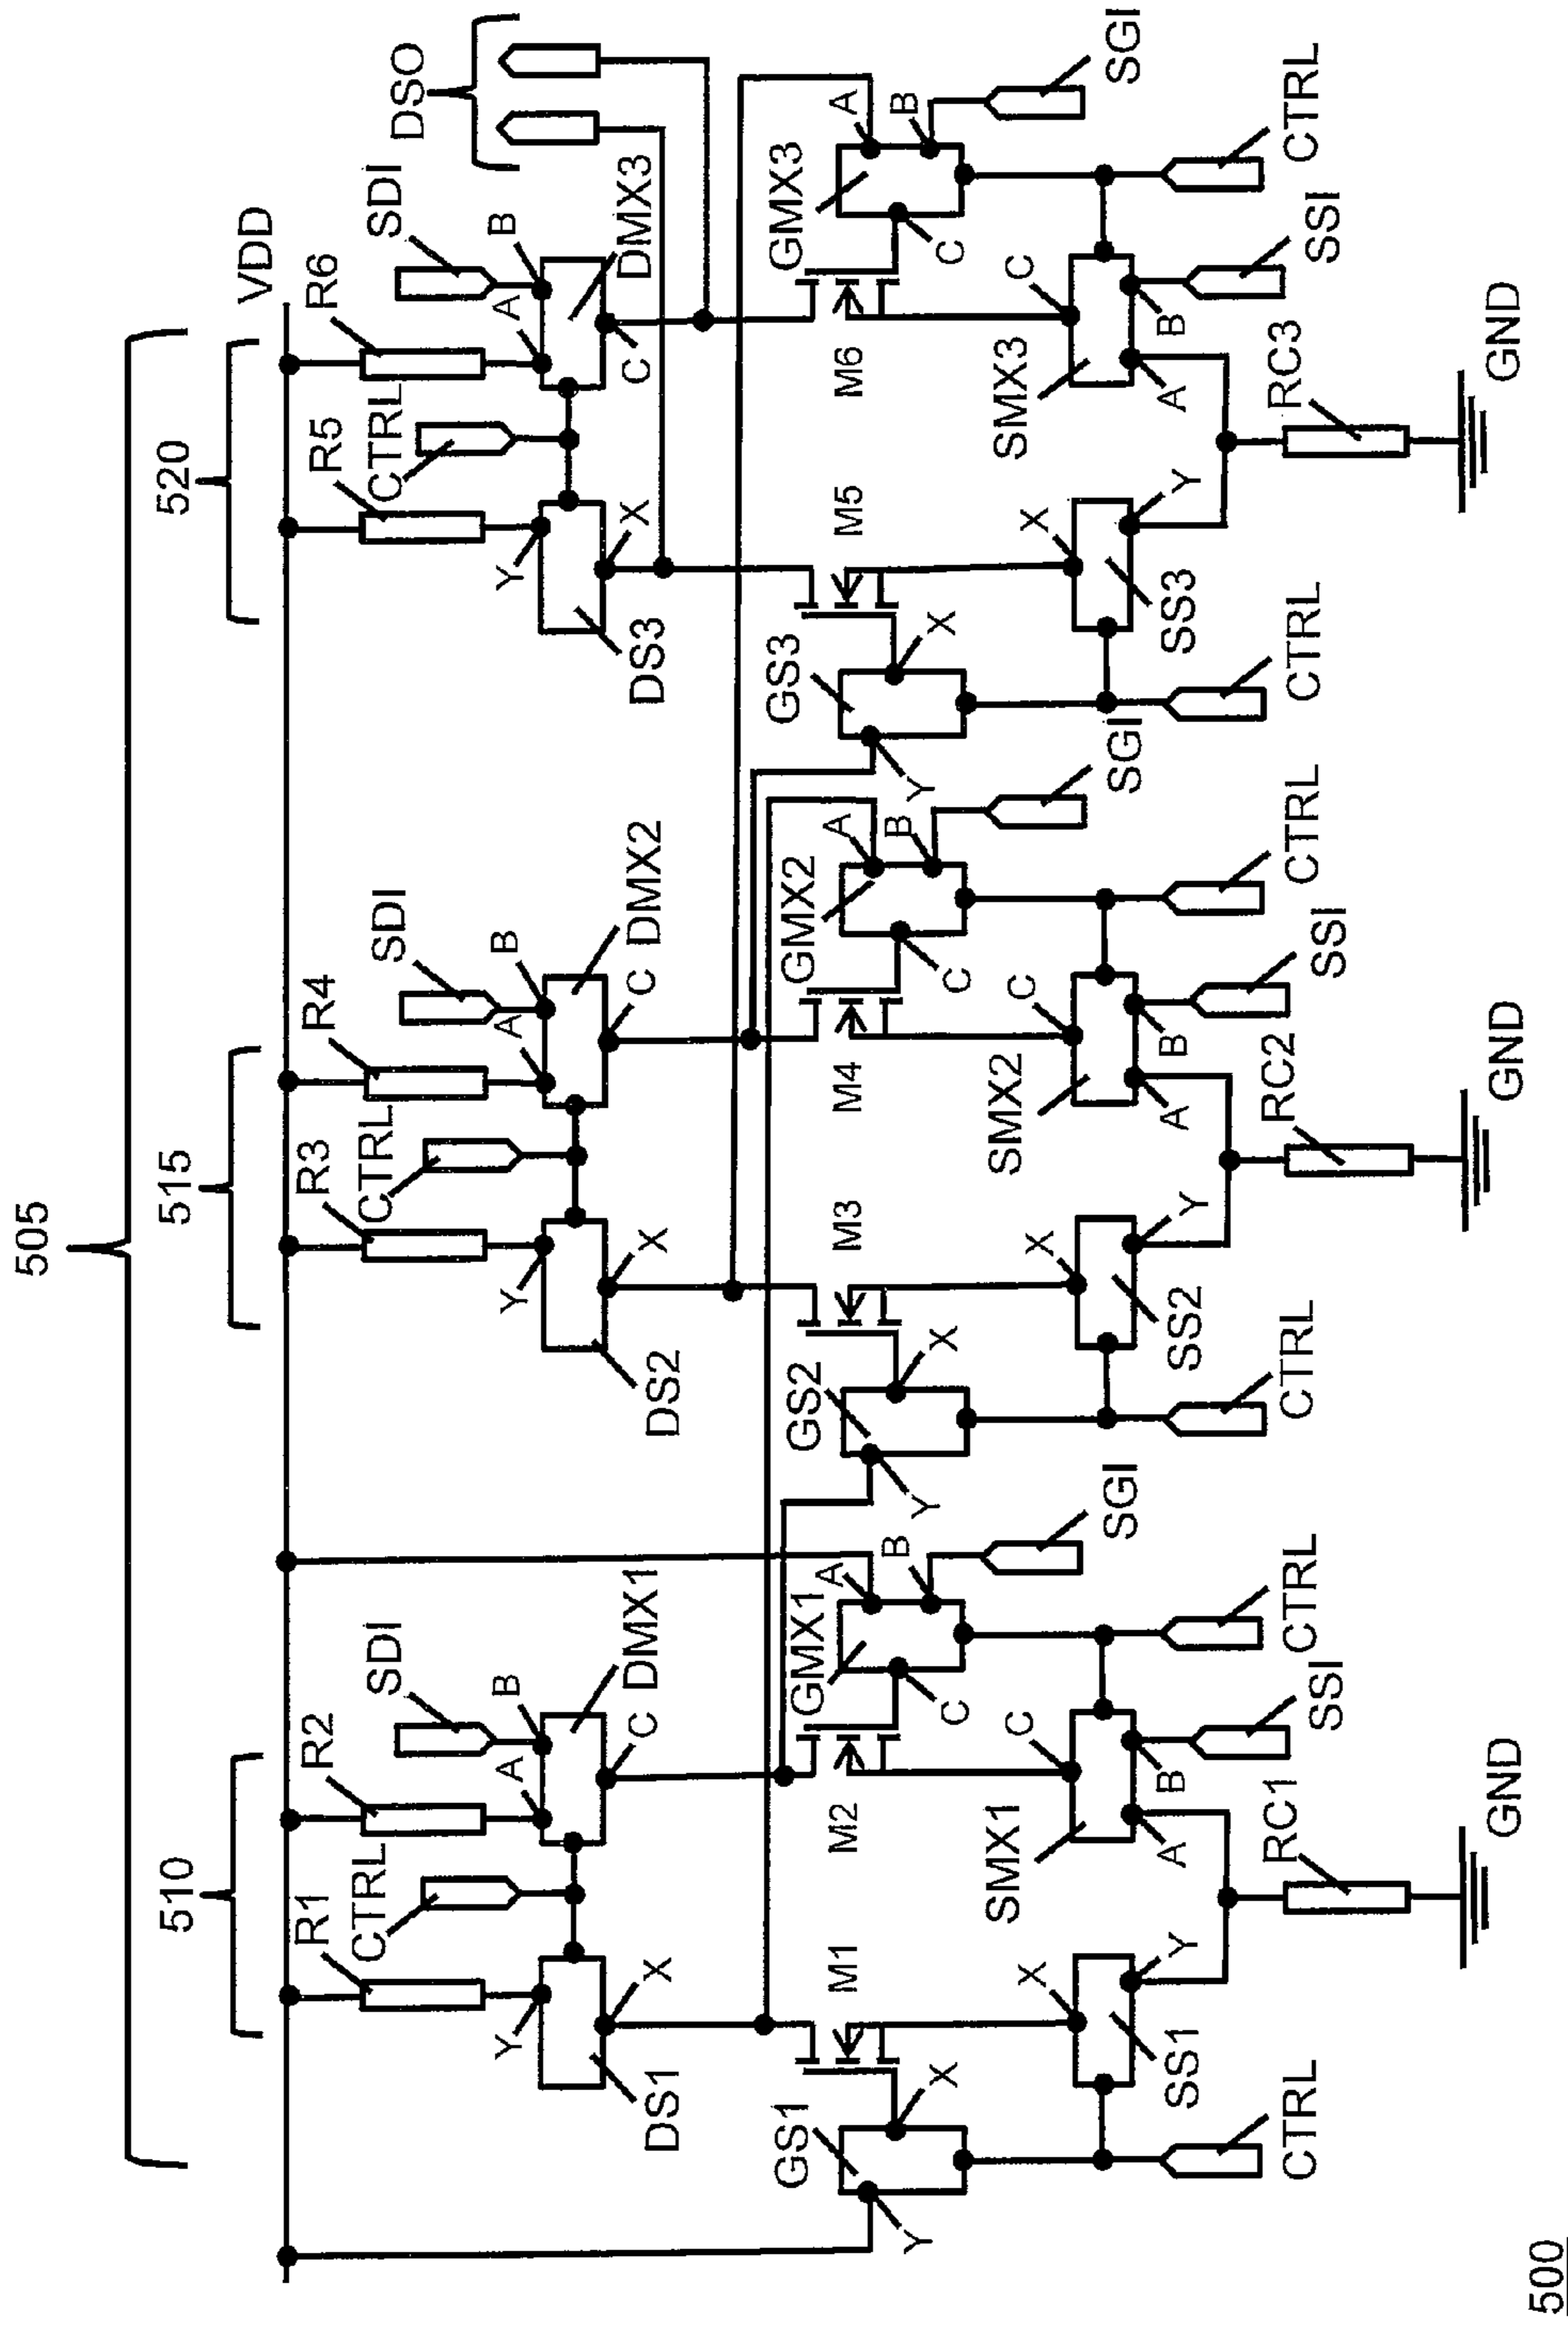 505
510
515
520
VDD
R1
R2
R3
R4
R5
R6
CTRL
SDI
CTRL
SDI
CTRL
SDI
DSO
Y
A
B
Y
A
B
Y
A
B
DS1
X
C
DMX1
DS2
X
C
DMX2
DS3
X
C
DMX3
GS1
Y
X
M1
M2
GMX1
A
B
C
SGI
GS2
Y
X
M3
M4
GMX2
A
B
C
SGI
GS3
Y
X
M5
M6
GMX3
A
B
C
SGI
CTRL
SS1
X
Y
SMX1
C
A
B
SSI
CTRL
CTRL
SS2
X
Y
SMX2
C
A
B
SSI
CTRL
CTRL
SS3
X
Y
SMX3
C
A
B
SSI
CTRL
RC1
RC2
RC3
GND
GND
GND
500